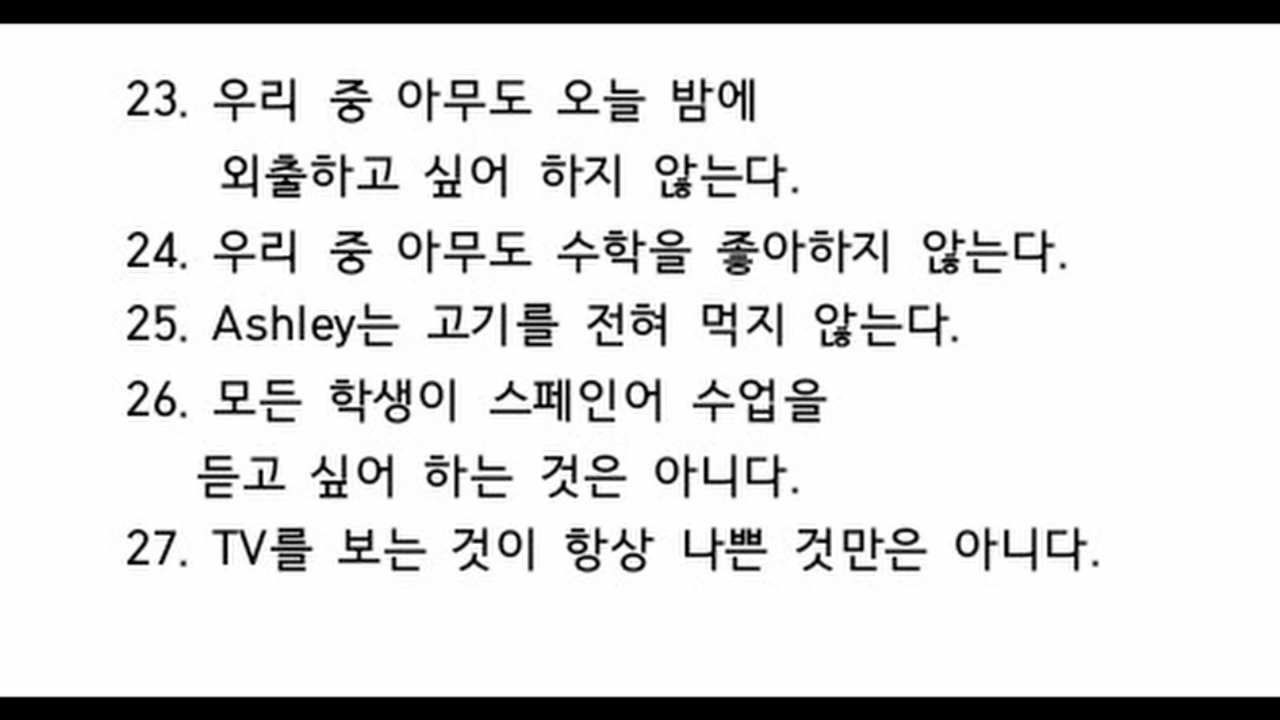 23. 우리 중 아무도 오늘 밤에
외출하고 싶어 하지 않는다.
24. 우리 중 아무도 수학을 좋아하지 않는다.
25. Ashley는 고기를 전혀 먹지 않는다.
26. 모든 학생이 스페인어 수업을
듣고 싶어 하는 것은 아니다.
27. TV를 보는 것이 항상 나쁜 것만은 아니다.